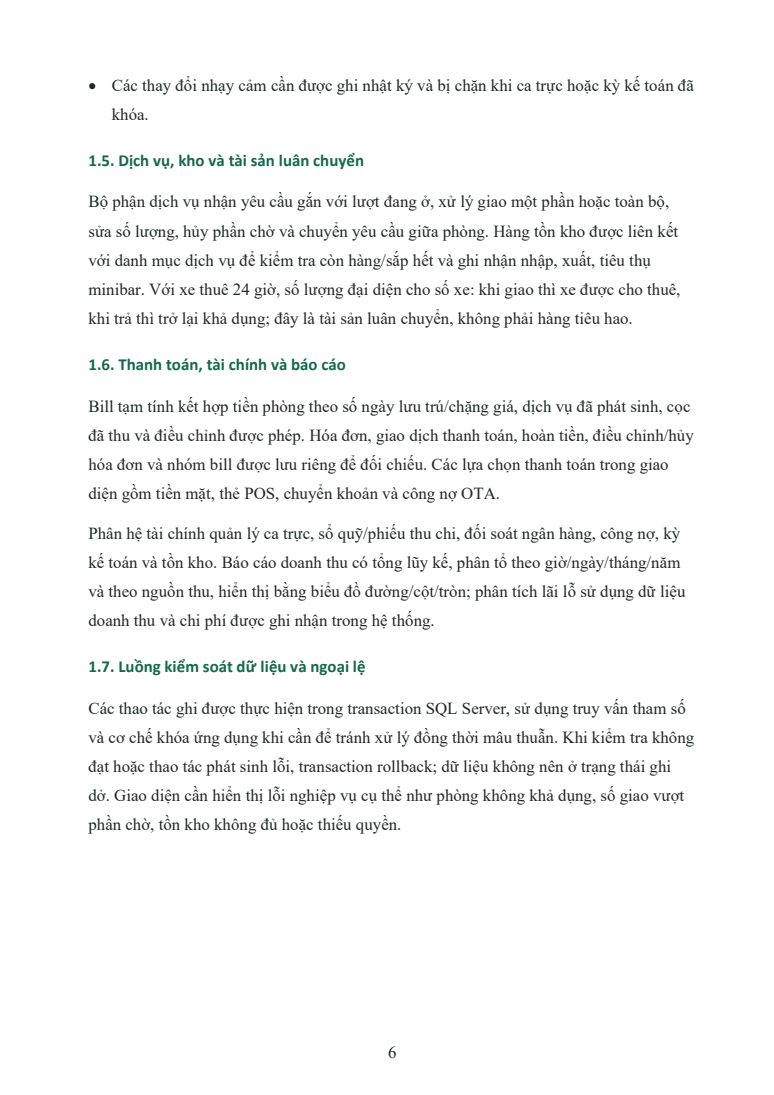 • Các thay đổi nhạy cảm cần được ghi nhật ký và bị chặn khi ca trực hoặc kỳ kế toán đã
khóa.
1.5. Dịch vụ, kho và tài sản luân chuyển
Bộ phận dịch vụ nhận yêu cầu gắn với lượt đang ở, xử lý giao một phần hoặc toàn bộ,
sửa số lượng, hủy phần chờ và chuyển yêu cầu giữa phòng. Hàng tồn kho được liên kết
với danh mục dịch vụ để kiểm tra còn hàng/sắp hết và ghi nhận nhập, xuất, tiêu thụ
minibar. Với xe thuê 24 giờ, số lượng đại diện cho số xe: khi giao thì xe được cho thuê,
khi trả thì trở lại khả dụng; đây là tài sản luân chuyển, không phải hàng tiêu hao.
1.6. Thanh toán, tài chính và báo cáo
Bill tạm tính kết hợp tiền phòng theo số ngày lưu trú/chặng giá, dịch vụ đã phát sinh, cọc
đã thu và điều chỉnh được phép. Hóa đơn, giao dịch thanh toán, hoàn tiền, điều chỉnh/hủy
hóa đơn và nhóm bill được lưu riêng để đối chiếu. Các lựa chọn thanh toán trong giao
diện gồm tiền mặt, thẻ POS, chuyển khoản và công nợ OTA.
Phân hệ tài chính quản lý ca trực, sổ quỹ/phiếu thu chi, đối soát ngân hàng, công nợ, kỳ
kế toán và tồn kho. Báo cáo doanh thu có tổng lũy kế, phân tổ theo giờ/ngày/tháng/năm
và theo nguồn thu, hiển thị bằng biểu đồ đường/cột/tròn; phân tích lãi lỗ sử dụng dữ liệu
doanh thu và chi phí được ghi nhận trong hệ thống.
1.7. Luồng kiểm soát dữ liệu và ngoại lệ
Các thao tác ghi được thực hiện trong transaction SQL Server, sử dụng truy vấn tham số
và cơ chế khóa ứng dụng khi cần để tránh xử lý đồng thời mâu thuẫn. Khi kiểm tra không
đạt hoặc thao tác phát sinh lỗi, transaction rollback; dữ liệu không nên ở trạng thái ghi
dở. Giao diện cần hiển thị lỗi nghiệp vụ cụ thể như phòng không khả dụng, số giao vượt
phần chờ, tồn kho không đủ hoặc thiếu quyền.
6